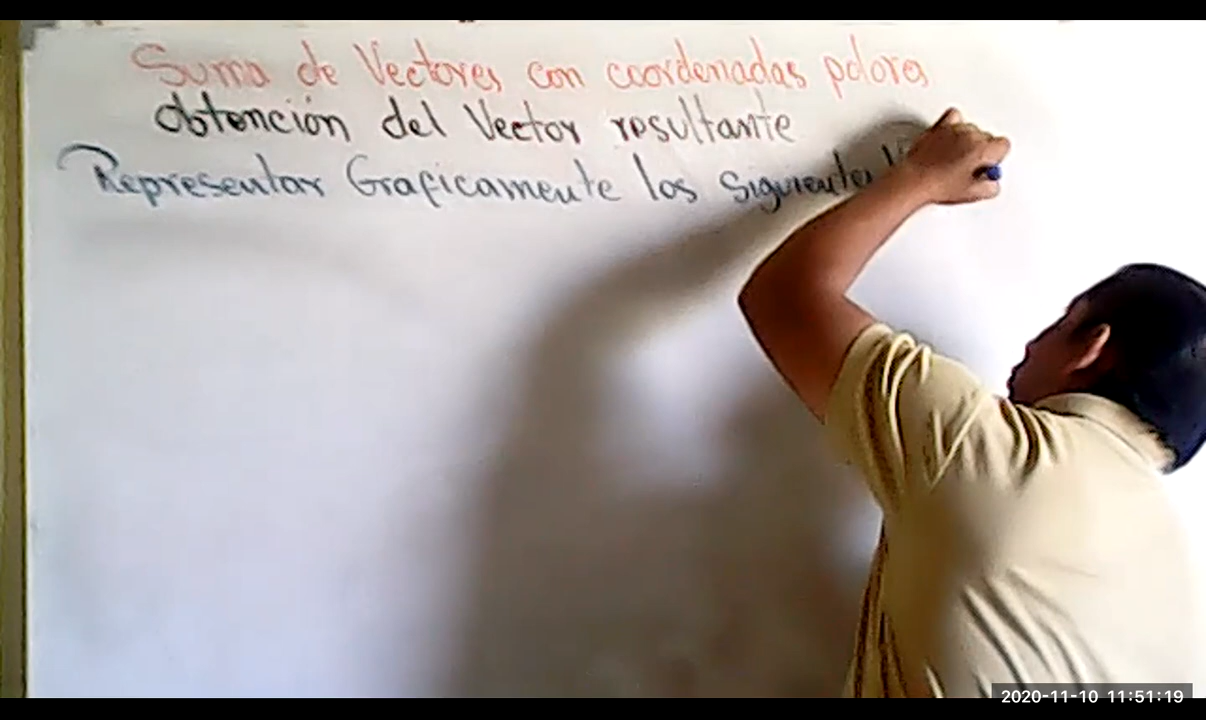 Suma de Vectores con coordenadas polares
Obtención del Vector resultante
Representar Graficamente los siguientes
2020-11-10 11:51:19